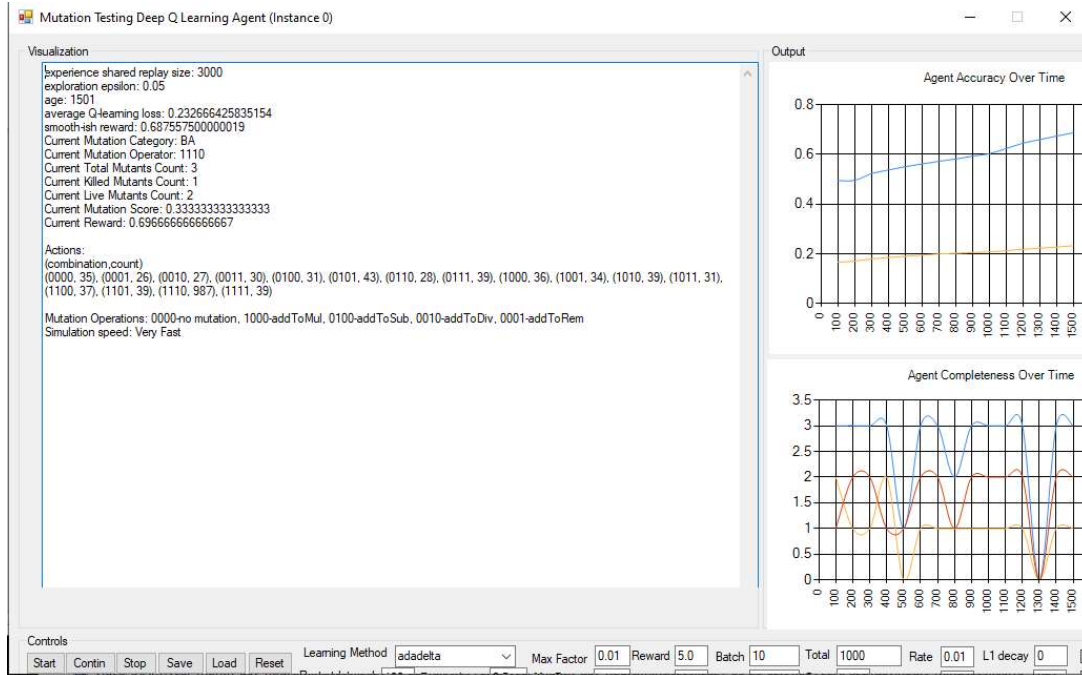 Mutation Testing Deep Q Learning Agent (Instance 0)
Visualization
experience shared replay size: 3000
exploration epsilon: 0.05
age: 1501
average Q-learning loss: 0.232666425835154
smooth-ish reward: 0.687557500000019
Current Mutation Category: BA
Current Mutation Operator: 1110
Current Total Mutants Count: 3
Current Killed Mutants Count: 1
Current Live Mutants Count: 2
Current Mutation Score: 0.333333333333333
Current Reward: 0.696666666666667
Actions:
(combination,count)
(0000, 35), (0001, 26), (0010, 27), (0011, 30), (0100, 31), (0101, 43), (0110, 28), (0111, 39), (1000, 36), (1001, 34), (1010, 39), (1011, 31),
(1100, 37), (1101, 39), (1110, 987), (1111, 39)
Mutation Operations: 0000-no mutation, 1000-addToMul, 0100-addToSub, 0010-addToDiv, 0001-addToRem
Simulation speed: Very Fast
Output
Agent Accuracy Over Time
0.8
0.6
0.4
0.2
0
0 100 200 300 400 500 600 700 800 900 1000 1100 1200 1300 1400 1500
Agent Completeness Over Time
3.5
3
2.5
2
1.5
1
0.5
0
0 100 200 300 400 500 600 700 800 900 1000 1100 1200 1300 1400 1500
Controls
Start Contin Stop Save Load Reset Learning Method adadelta Max Factor 0.01 Reward 5.0 Batch 10 Total 1000 Rate 0.01 L1 decay 0